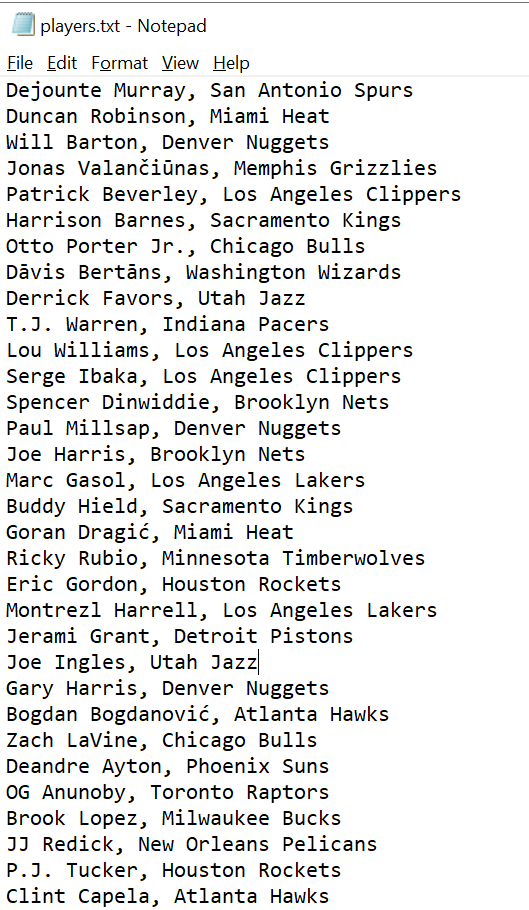 players.txt - Notepad
File Edit Format View Help
Dejounte Murray, San Antonio Spurs
Duncan Robinson, Miami Heat
Will Barton, Denver Nuggets
Jonas Valančiūnas, Memphis Grizzlies
Patrick Beverley, Los Angeles Clippers
Harrison Barnes, Sacramento Kings
Otto Porter Jr., Chicago Bulls
Dāvis Bertāns, Washington Wizards
Derrick Favors, Utah Jazz
T.J. Warren, Indiana Pacers
Lou Williams, Los Angeles Clippers
Serge Ibaka, Los Angeles Clippers
Spencer Dinwiddie, Brooklyn Nets
Paul Millsap, Denver Nuggets
Joe Harris, Brooklyn Nets
Marc Gasol, Los Angeles Lakers
Buddy Hield, Sacramento Kings
Goran Dragić, Miami Heat
Ricky Rubio, Minnesota Timberwolves
Eric Gordon, Houston Rockets
Montrezl Harrell, Los Angeles Lakers
Jerami Grant, Detroit Pistons
Joe Ingles, Utah Jazz
Gary Harris, Denver Nuggets
Bogdan Bogdanović, Atlanta Hawks
Zach LaVine, Chicago Bulls
Deandre Ayton, Phoenix Suns
OG Anunoby, Toronto Raptors
Brook Lopez, Milwaukee Bucks
JJ Redick, New Orleans Pelicans
P.J. Tucker, Houston Rockets
Clint Capela, Atlanta Hawks